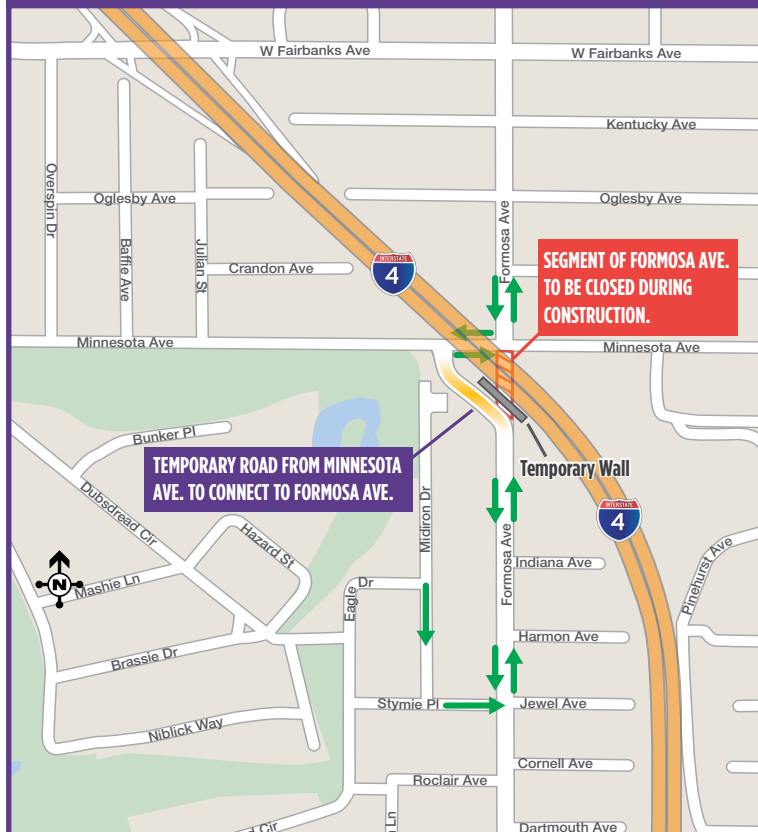 W Fairbanks Ave
W Fairbanks Ave
Kentucky Ave
Overspin Dr
Oglesby Ave
Oglesby Ave
Baffle Ave
Julian St
Formosa Ave
Crandon Ave
INTERSTATE
4
SEGMENT OF FORMOSA AVE.
TO BE CLOSED DURING
CONSTRUCTION.
Minnesota Ave
Minnesota Ave
Bunker Pl
TEMPORARY ROAD FROM MINNESOTA
AVE. TO CONNECT TO FORMOSA AVE.
Temporary Wall
Dubsdread Cir
Midiron Dr
INTERSTATE
4
Hazard St
Formosa Ave
Indiana Ave
Pinehurst Ave
N
Mashie Ln
Eagle Dr
Harmon Ave
Brassie Dr
Stymie Pl
Jewel Ave
Niblick Way
Cornell Ave
Roclair Ave
d Cir
Ln
Dartmouth Ave